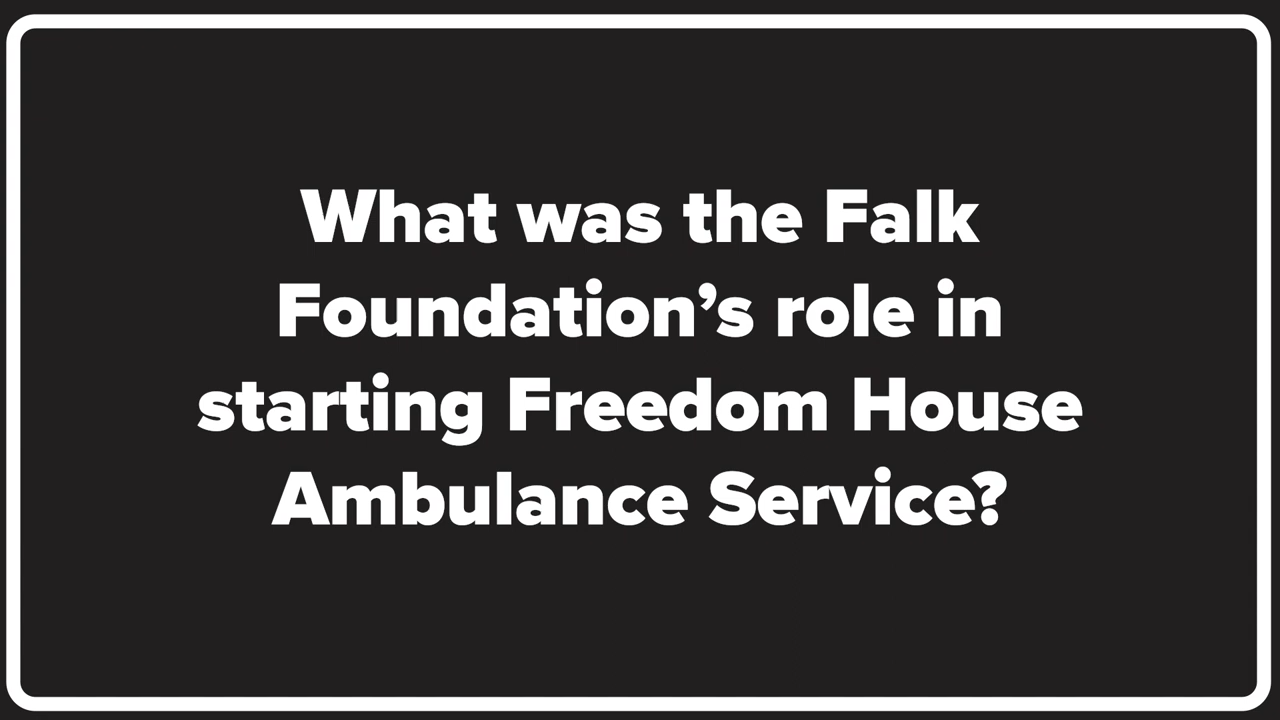 What was the Falk
Foundation’s role in
starting Freedom House
Ambulance Service?